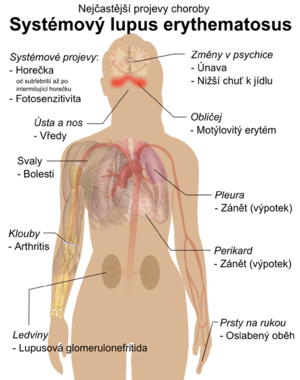 Nejčastější projevy choroby
Systémový lupus erythematosus
Systémové projevy:
- Horečka
od subfebrilií až po
intermitující horečku
- Fotosenzitivita
Změny v psychice
- Únava
- Nižší chuť k jídlu
Ústa a nos
- Vředy
Obličej
- Motýlovitý erytém
Svaly
- Bolesti
Pleura
- Zánět (výpotek)
Klouby
- Arthritis
Perikard
- Zánět (výpotek)
Ledviny
- Lupusová glomerulonefritida
Prsty na rukou
- Oslabený oběh